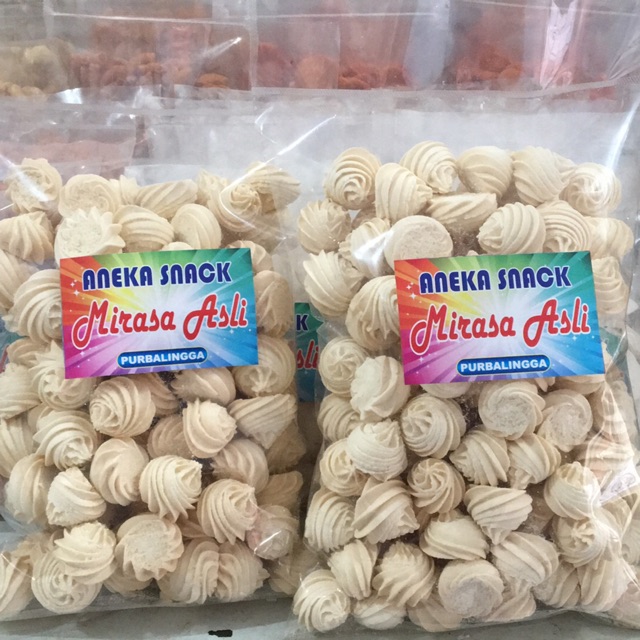 ANEKA SNACK
Mirasa Asli
PURBALINGGA
ANEKA SNACK
Mirasa Asli
PURBALINGGA